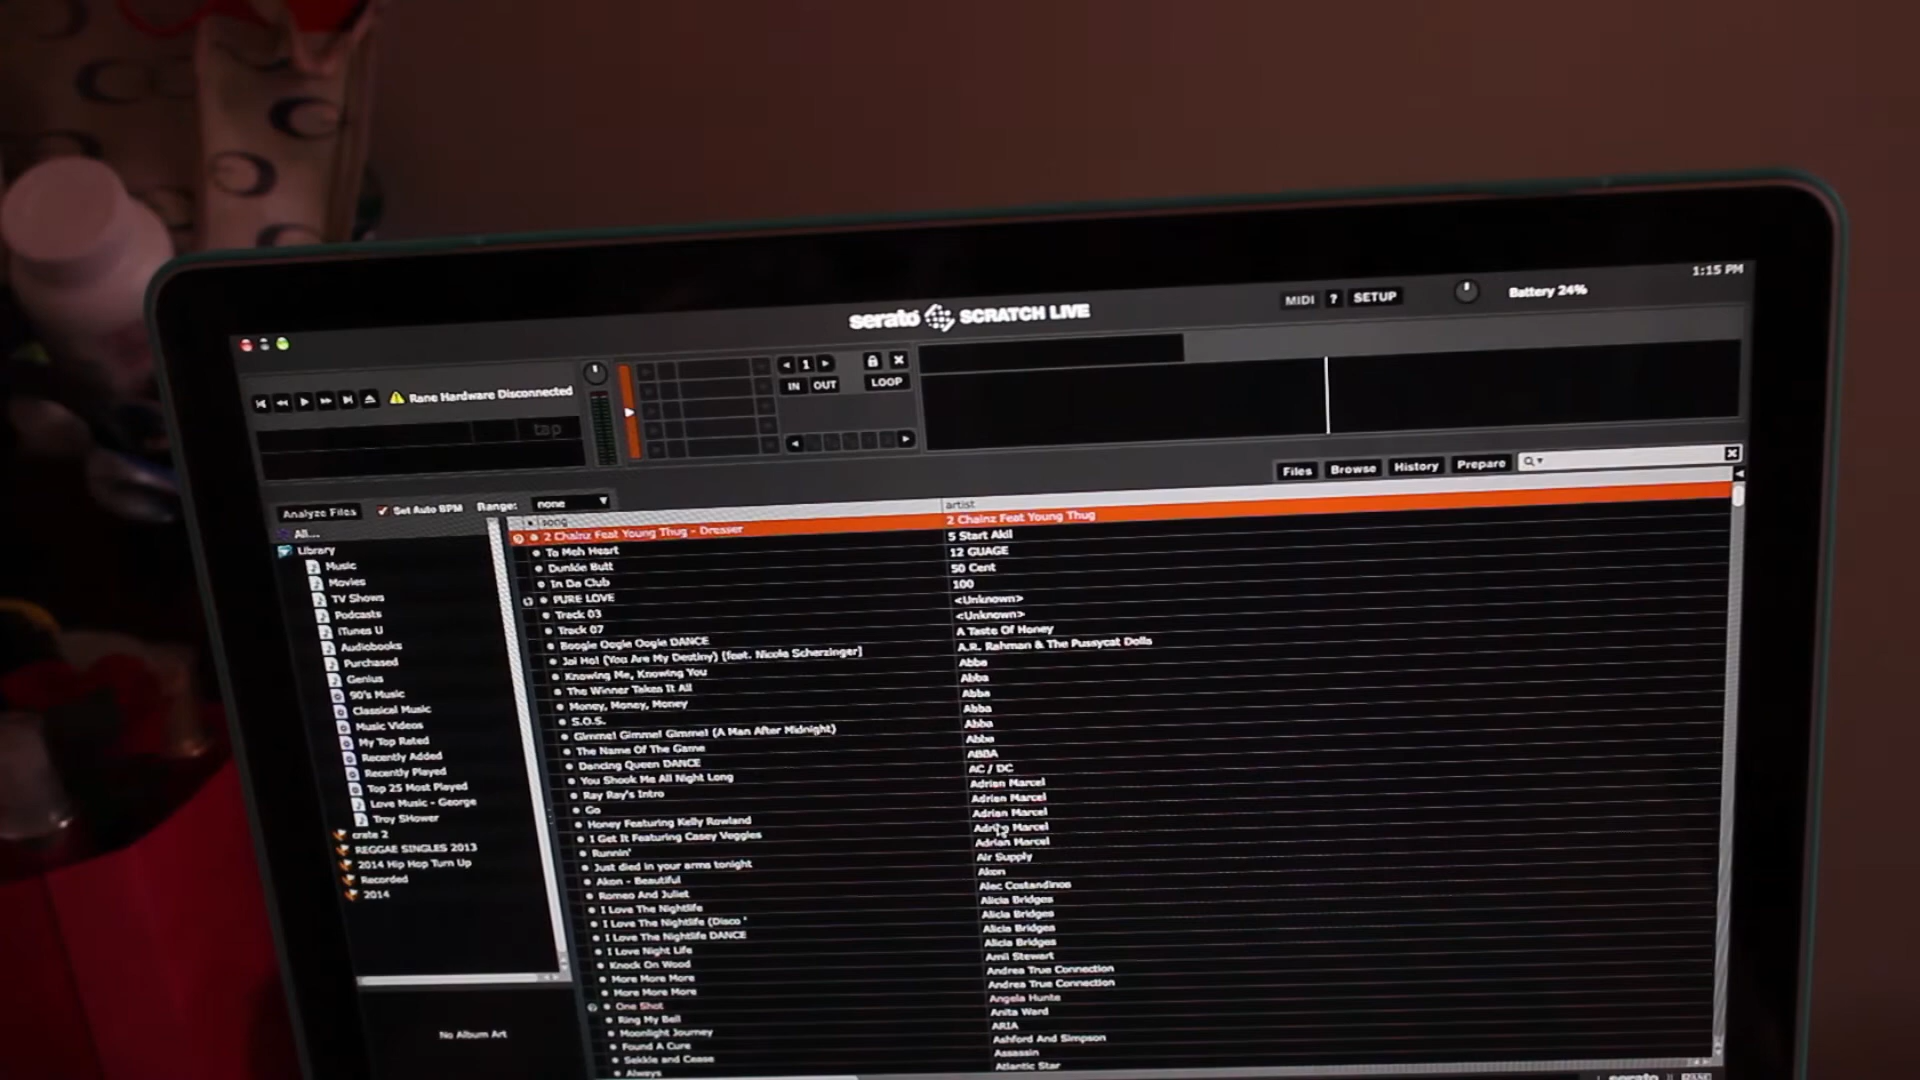 1:15 PM
serato SCRATCH LIVE
MIDI ? SETUP
Battery 24%
Rane Hardware Disconnected
1
IN OUT
LOOP
tap
Files Browse History Prepare
Analyze Files Set Auto BPM Range: none
song artist
All...
Library
Music
Movies
TV Shows
Podcasts
iTunes U
Audiobooks
Purchased
Genius
90's Music
Classical Music
Music Videos
My Top Rated
Recently Added
Recently Played
Top 25 Most Played
Love Music - George
Troy SHower
crate 2
REGGAE SINGLES 2013
2014 Hip Hop Turn Up
Recorded
2014
No Album Art
2 Chainz Feat Young Thug - Dresser
To Meh Heart
Dunkie Butt
In Da Club
PURE LOVE
Track 03
Track 07
Boogie Oogie Oogie DANCE
Jai Ho! (You Are My Destiny) [feat. Nicole Scherzinger]
Knowing Me, Knowing You
The Winner Takes It All
Money, Money, Money
S.O.S.
Gimme! Gimme! Gimme! (A Man After Midnight)
The Name Of The Game
Dancing Queen DANCE
You Shook Me All Night Long
Ray Ray's Intro
Go
Honey Featuring Kelly Rowland
I Get It Featuring Casey Veggies
Runnin'
Just died in your arms tonight
Akon - Beautiful
Romeo And Juliet
I Love The Nightlife
I Love The Nightlife (Disco '
I Love The Nightlife DANCE
I Love Night Life
Knock On Wood
More More More
More More More
One Shot
Ring My Bell
Moonlight Journey
Found A Cure
Sekkle and Cease
Always
2 Chainz Feat Young Thug
5 Start Akil
12 GUAGE
50 Cent
100
<Unknown>
<Unknown>
A Taste Of Honey
A.R. Rahman & The Pussycat Dolls
Abba
Abba
Abba
Abba
Abba
Abba
ABBA
AC / DC
Adrian Marcel
Adrian Marcel
Adrian Marcel
Adrian Marcel
Adrian Marcel
Air Supply
Akon
Alec Costandinos
Alicia Bridges
Alicia Bridges
Alicia Bridges
Alicia Bridges
Amii Stewart
Andrea True Connection
Andrea True Connection
Angela Hunte
Anita Ward
ARIA
Ashford And Simpson
Assassin
Atlantic Star
serato